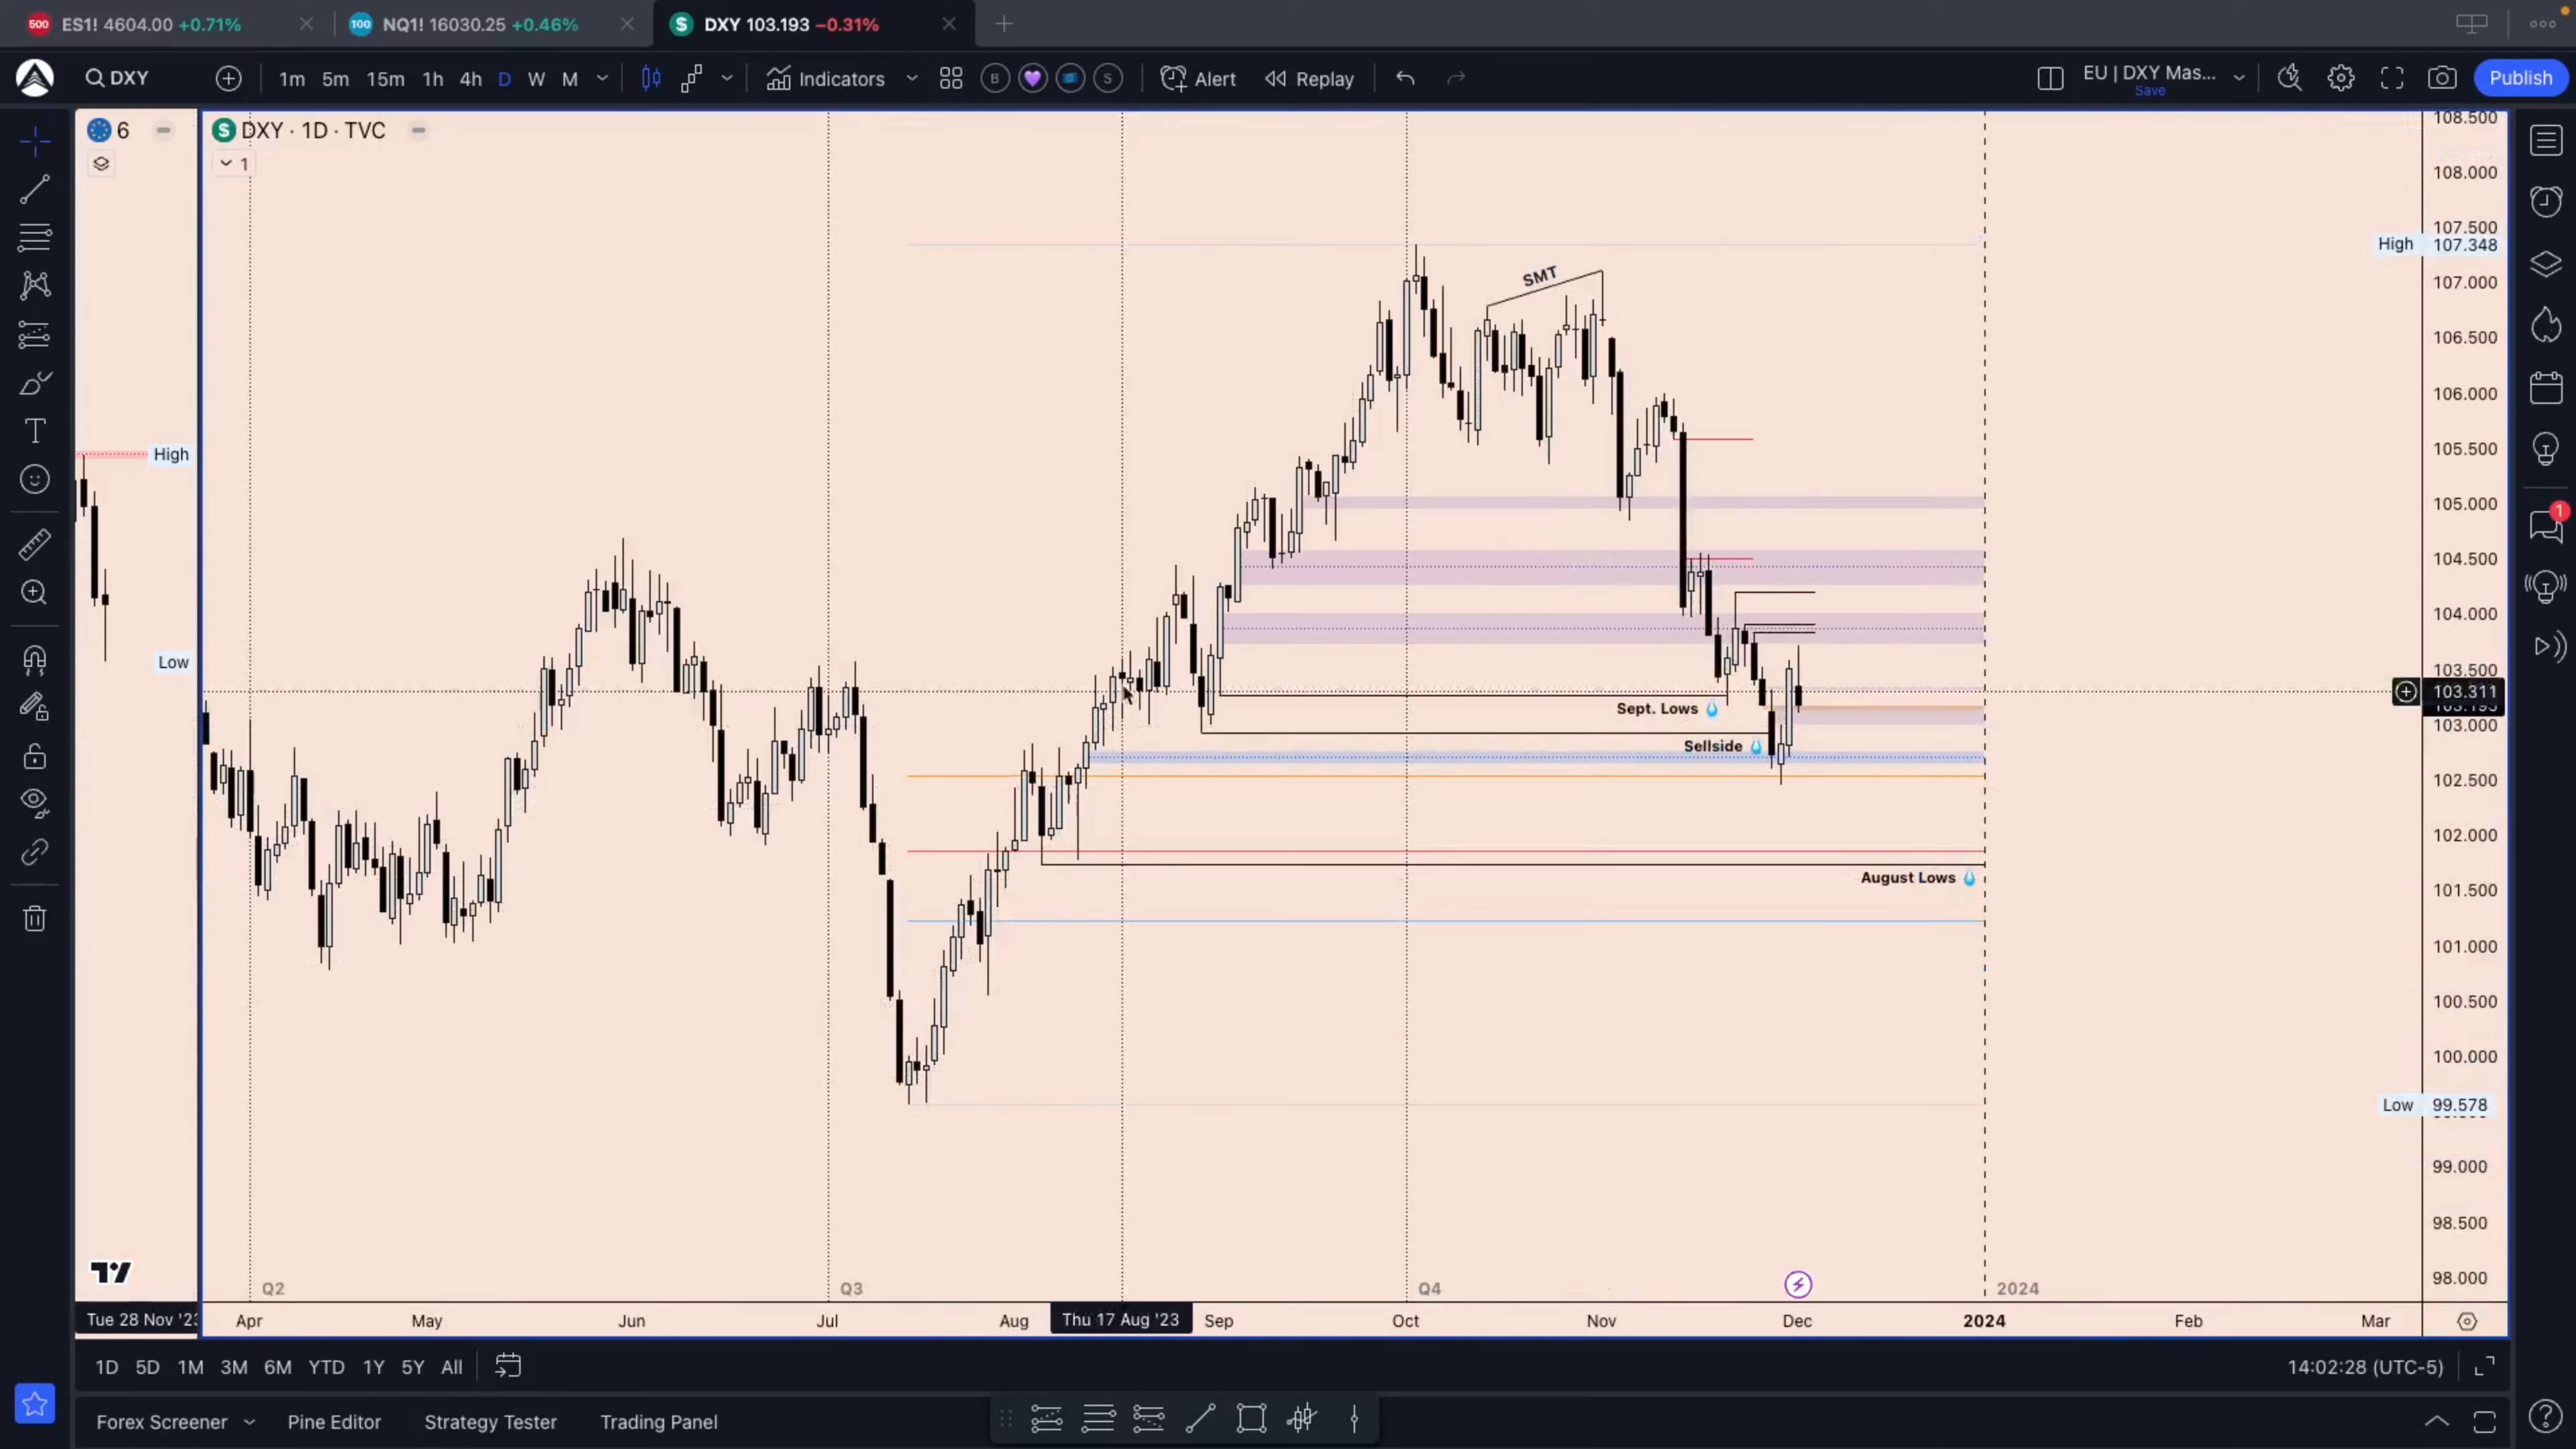 500 ES1! 4604.00 +0.71%
100 NQ1! 16030.25 +0.46%
$ DXY 103.193 −0.31%
DXY
1m 5m 15m 1h 4h D W M
Indicators
B
S
Alert
Replay
EU | DXY Mas...
Save
Publish
6
$ DXY · 1D · TVC
1
High
Low
SMT
Sept. Lows
Sellside
August Lows
108.500
108.000
107.500
High 107.348
107.000
106.500
106.000
105.500
105.000
104.500
104.000
103.500
103.311
103.193
103.000
102.500
102.000
101.500
101.000
100.500
100.000
Low 99.578
99.000
98.500
98.000
1
Q2 Q3 Q4 2024
Tue 28 Nov '23
Apr May Jun Jul Aug Thu 17 Aug '23 Sep Oct Nov Dec 2024 Feb Mar
1D 5D 1M 3M 6M YTD 1Y 5Y All
14:02:28 (UTC-5)
Forex Screener Pine Editor Strategy Tester Trading Panel